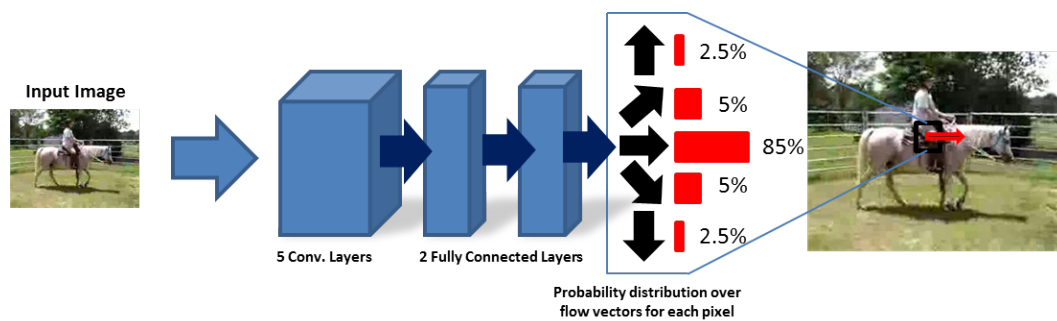 Input Image
5 Conv. Layers
2 Fully Connected Layers
2.5%
5%
85%
5%
2.5%
Probability distribution over
flow vectors for each pixel